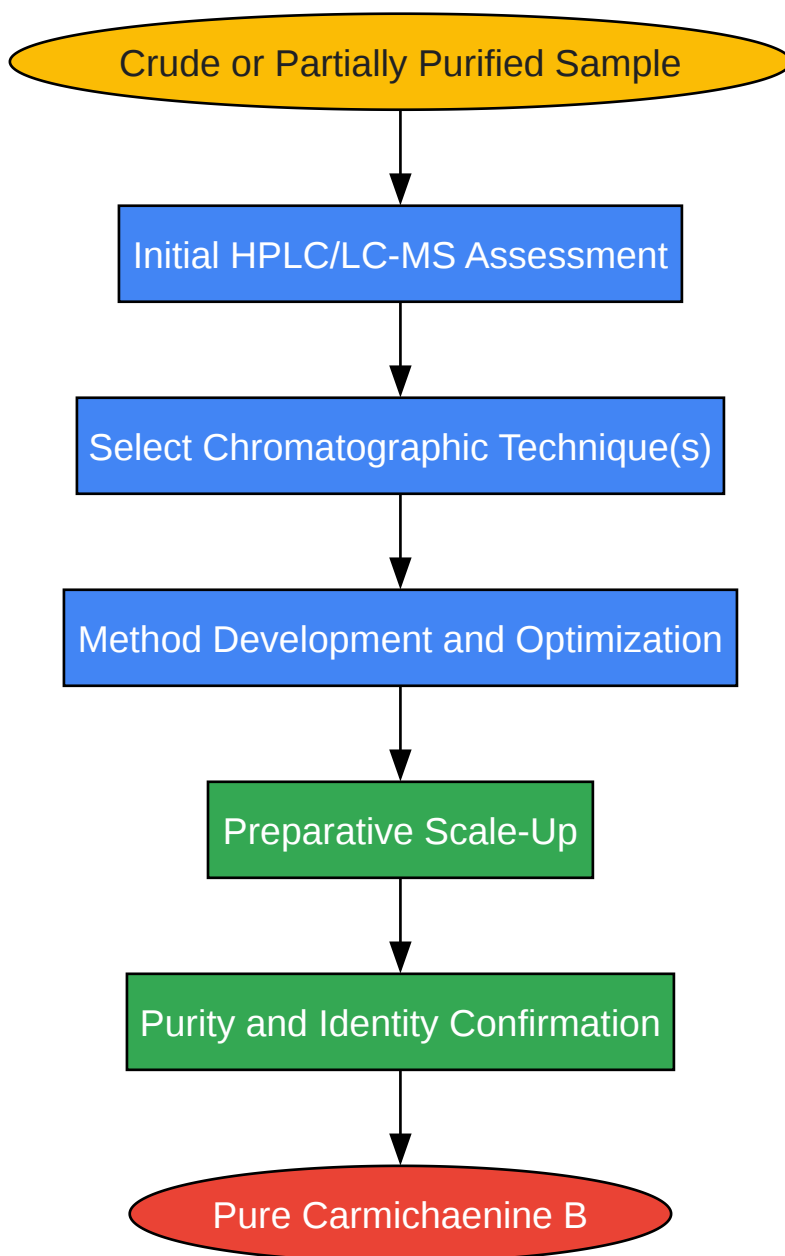 Crude or Partially Purified Sample
Initial HPLC/LC-MS Assessment
Select Chromatographic Technique(s)
Method Development and Optimization
Preparative Scale-Up
Purity and Identity Confirmation
Pure Carmichaenine B